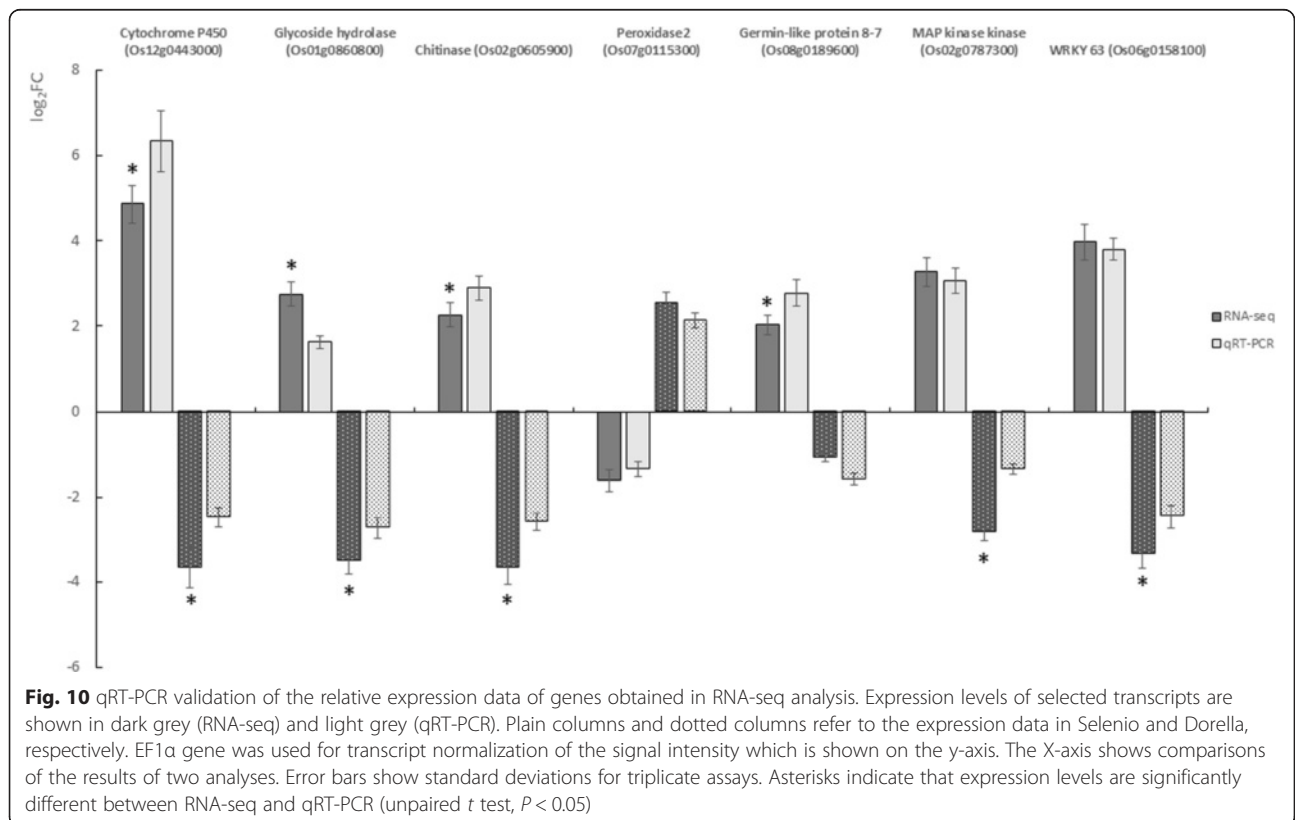 Cytochrome P450 (Os12g0443000)
Glycoside hydrolase (Os01g0860800)
Chitinase (Os02g0605900)
Peroxidase2 (Os07g0115300)
Germin-like protein 8-7 (Os08g0189600)
MAP kinase kinase (Os02g0787300)
WRKY 63 (Os06g0158100)
log₂FC
8
6
4
2
0
-2
-4
-6
*
*
*
*
*
*
*
*
*
RNA-seq
qRT-PCR
Fig. 10 qRT-PCR validation of the relative expression data of genes obtained in RNA-seq analysis. Expression levels of selected transcripts are
shown in dark grey (RNA-seq) and light grey (qRT-PCR). Plain columns and dotted columns refer to the expression data in Selenio and Dorella,
respectively. EF1α gene was used for transcript normalization of the signal intensity which is shown on the y-axis. The X-axis shows comparisons
of the results of two analyses. Error bars show standard deviations for triplicate assays. Asterisks indicate that expression levels are significantly
different between RNA-seq and qRT-PCR (unpaired t test, P < 0.05)